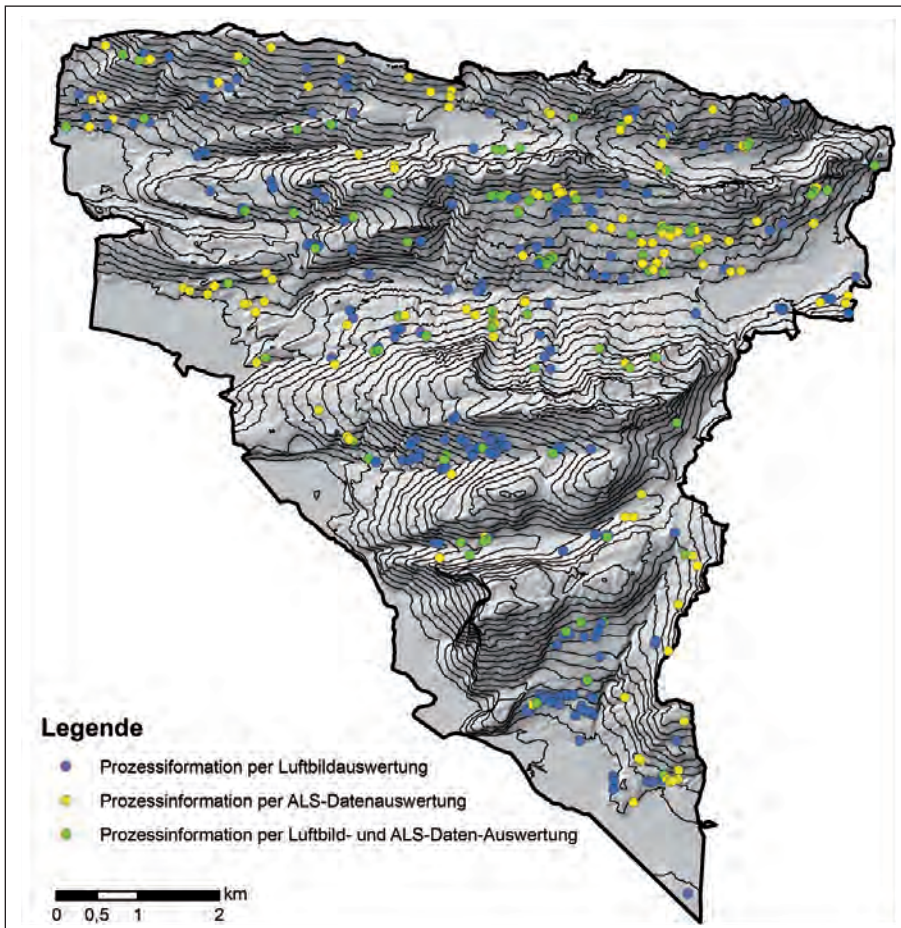 Legende
Prozessiformation per Luftbildauswertung
Prozessinformation per ALS-Datenauswertung
Prozessinformation per Luftbild- und ALS-Daten-Auswertung
km
0 0,5 1 2